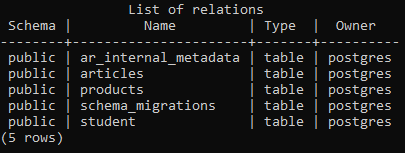 List of relations
Schema | Name | Type | Owner
--------+----------------------+-------+----------
public | ar_internal_metadata | table | postgres
public | articles | table | postgres
public | products | table | postgres
public | schema_migrations | table | postgres
public | student | table | postgres
(5 rows)